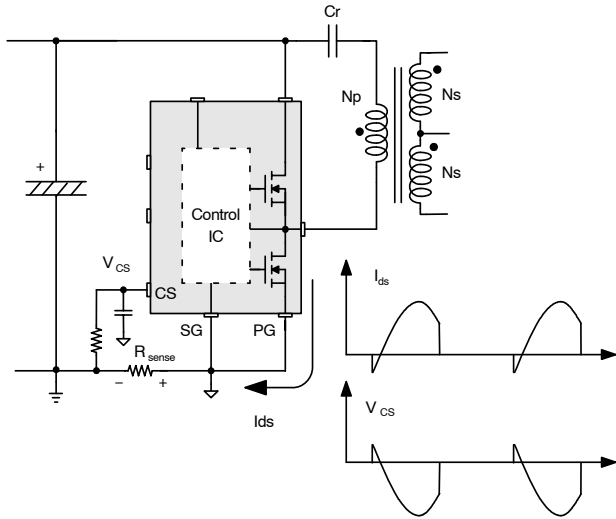 Cr
Np
Ns
Ns
+
Control
IC
V CS
CS
SG
PG
R sense
−
+
Ids
I ds
V CS